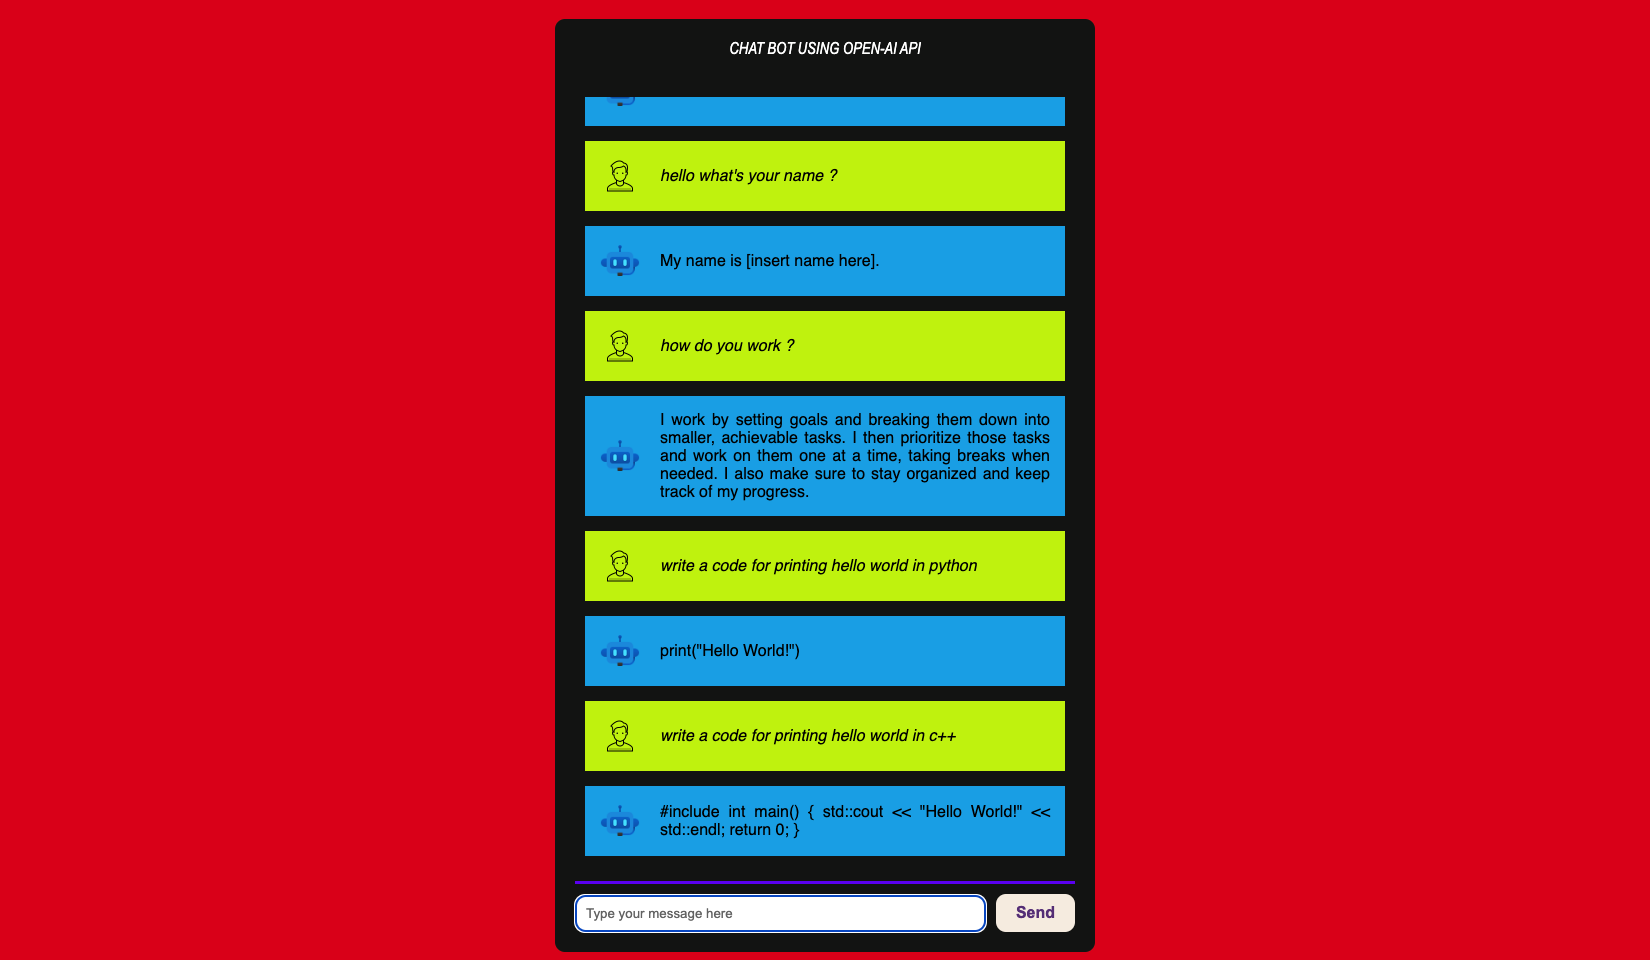 CHAT BOT USING OPEN-AI API
hello what's your name ?
My name is [insert name here].
how do you work ?
I work by setting goals and breaking them down into
smaller, achievable tasks. I then prioritize those tasks
and work on them one at a time, taking breaks when
needed. I also make sure to stay organized and keep
track of my progress.
write a code for printing hello world in python
print("Hello World!")
write a code for printing hello world in c++
#include int main() { std::cout << "Hello World!" <<
std::endl; return 0; }
Type your message here
Send